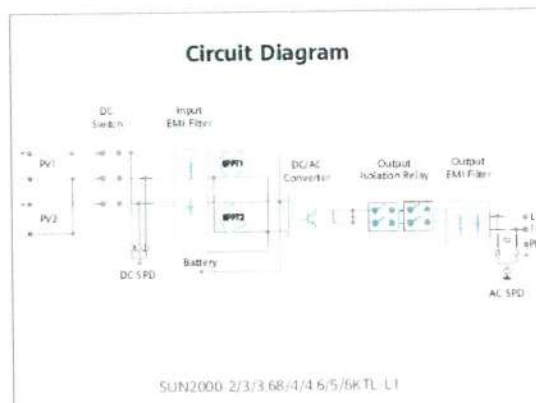 Circuit Diagram
DC
Switch
Input
EMI Filter
PV1
PV2
MPPT1
MPPT2
DC/AC
Converter
Output
Isolation Relay
Output
EMI Filter
Battery
DC SPD
L
AC SPD
SUN2000 2/3/3.68/4/4.6/5/6KTL-L1